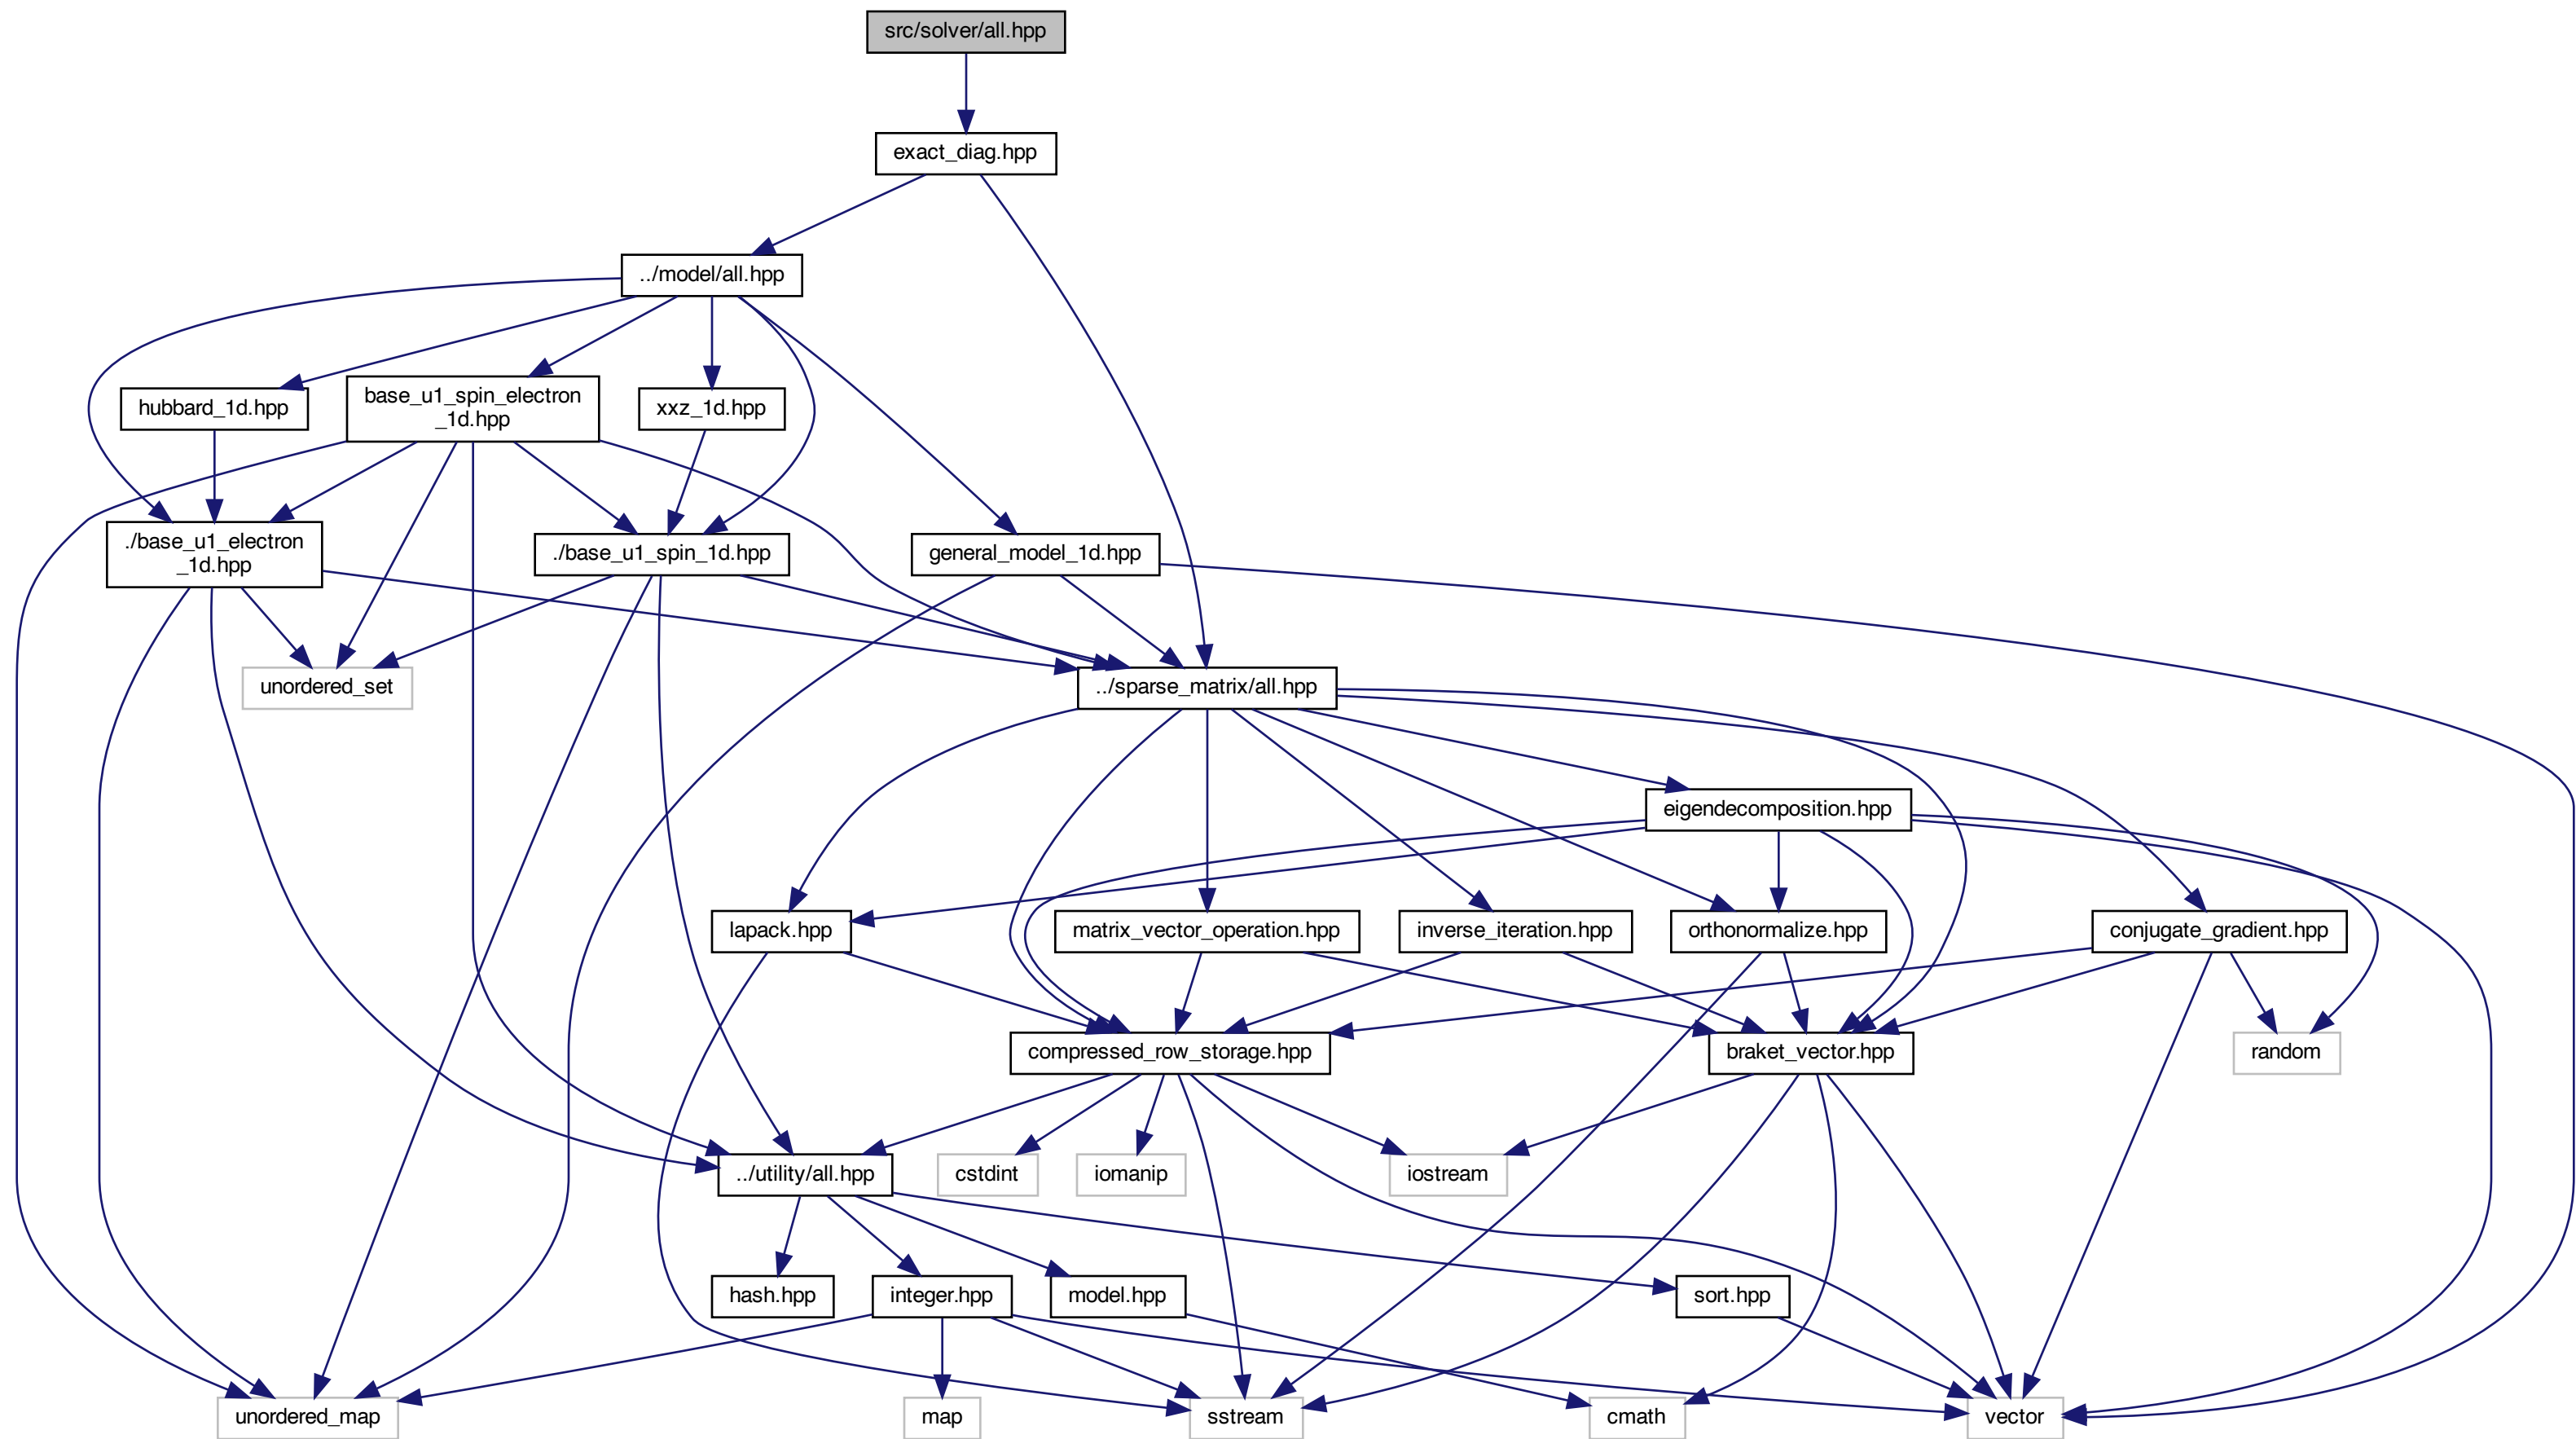 src/solver/all.hpp
exact_diag.hpp
../model/all.hpp
hubbard_1d.hpp
base_u1_spin_electron
_1d.hpp
xxz_1d.hpp
./base_u1_electron
_1d.hpp
./base_u1_spin_1d.hpp
general_model_1d.hpp
unordered_set
../sparse_matrix/all.hpp
eigendecomposition.hpp
lapack.hpp
matrix_vector_operation.hpp
inverse_iteration.hpp
orthonormalize.hpp
conjugate_gradient.hpp
compressed_row_storage.hpp
braket_vector.hpp
random
../utility/all.hpp
cstdint
iomanip
iostream
hash.hpp
integer.hpp
model.hpp
sort.hpp
unordered_map
map
sstream
cmath
vector